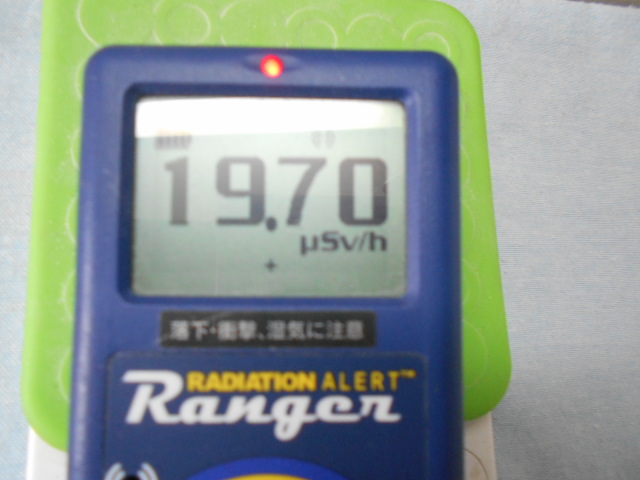 19.70
μSv/h
+
落下・衝撃、湿気に注意
RADIATION ALERT™
Ranger